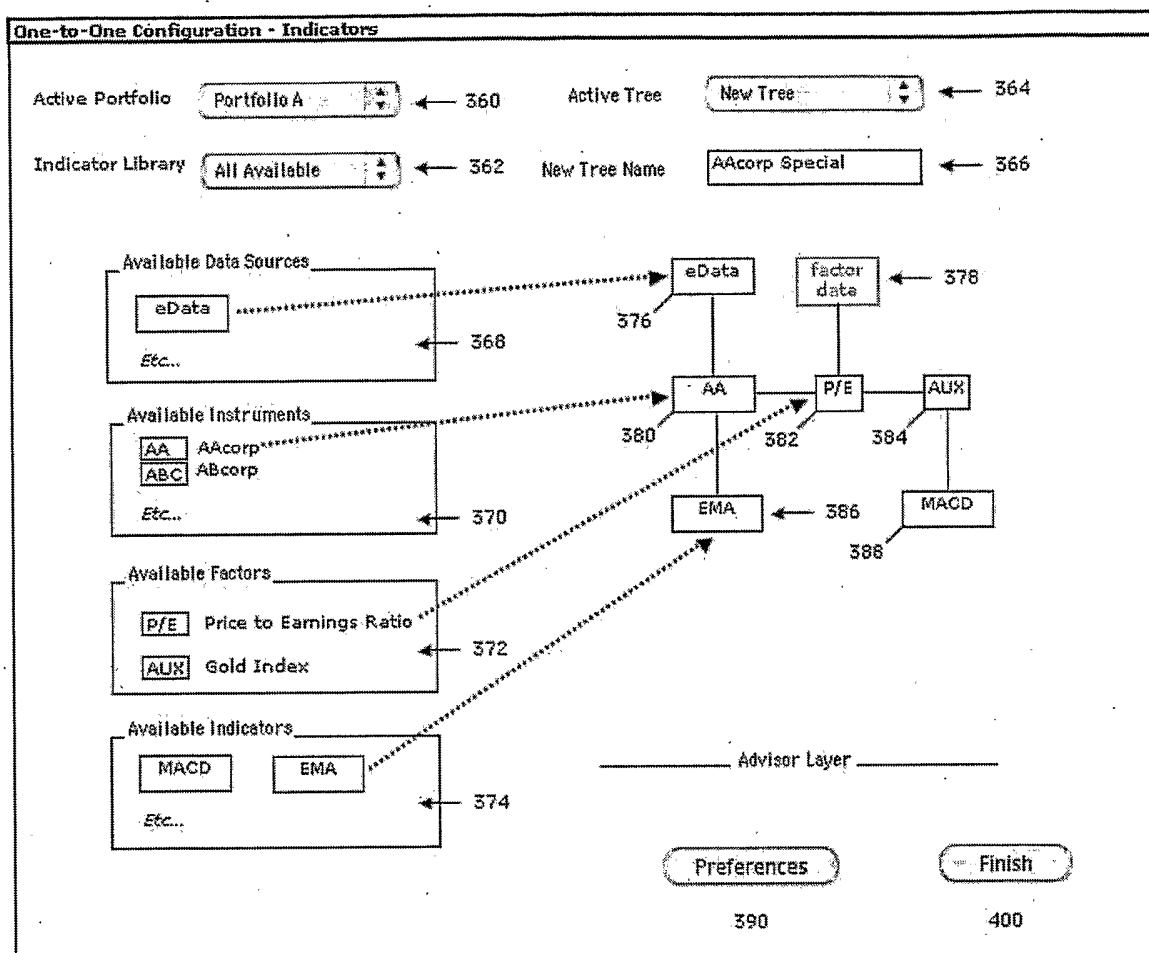 One-to-One Configuration - Indicators
Active Portfolio Portfolio A 360 Active Tree New Tree 364
Indicator Library All Available 362 New Tree Name AAcorp Special 366
Available Data Sources
eData
Etc...
368
eData
376
factor
data
378
Available Instruments
AA AAcorp
ABC ABcorp
Etc...
370
AA
380
P/E
382
AUX
384
EMA
386
MACD
388
Available Factors
P/E Price to Earnings Ratio
AUX Gold Index
372
Available Indicators
MACD EMA
Etc...
374
Advisor Layer
Preferences Finish
390 400